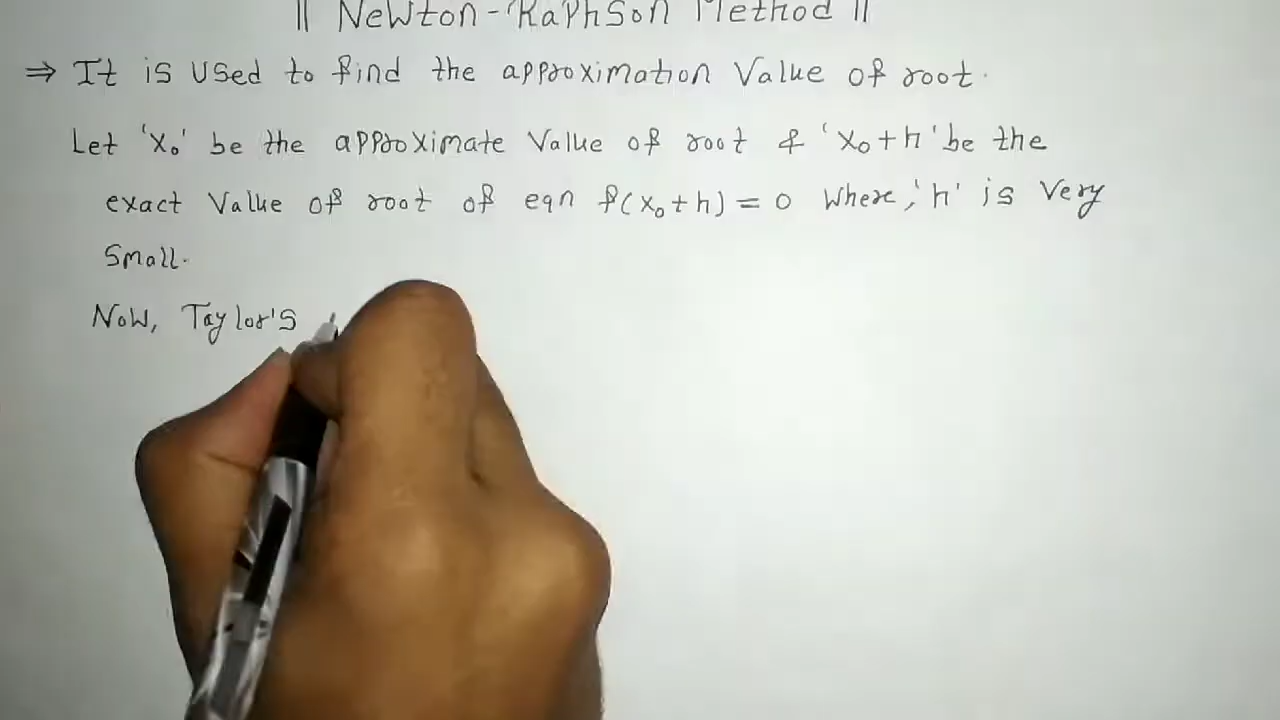 || Newton-Raphson Method ||
⇒ It is used to find the approximation Value of root.
Let 'x₀' be the approximate Value of root & 'x₀+h' be the
exact Value of root of eqn f(x₀+h) = 0 Where, 'h' is Very
Small.
Now, Taylor's